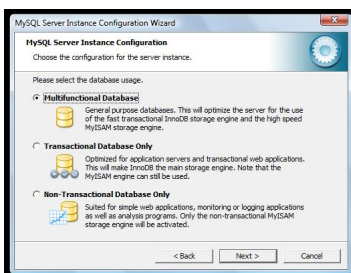 MySQL Server Instance Configuration Wizard
MySQL Server Instance Configuration
Choose the configuration for the server instance.
Please select the database usage.
Multifunctional Database
General purpose databases. This will optimize the server for the use
of the fast transactional InnoDB storage engine and the high speed
MyISAM storage engine.
Transactional Database Only
Optimized for application servers and transactional web applications.
This will make InnoDB the main storage engine. Note that the
MyISAM engine can still be used.
Non-Transactional Database Only
Suited for simple web applications, monitoring or logging applications
as well as analysis programs. Only the non-transactional MyISAM
storage engine will be activated.
< Back
Next >
Cancel